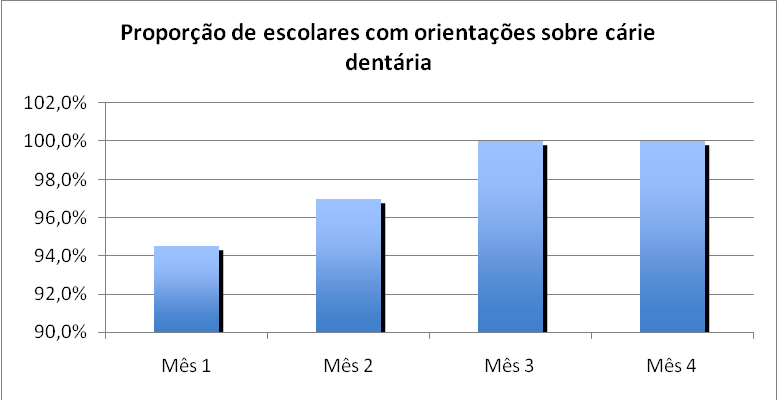 Proporção de escolares com orientações sobre cárie
dentária
102,0%
100,0%
98,0%
96,0%
94,0%
92,0%
90,0%
Mês 1 Mês 2 Mês 3 Mês 4